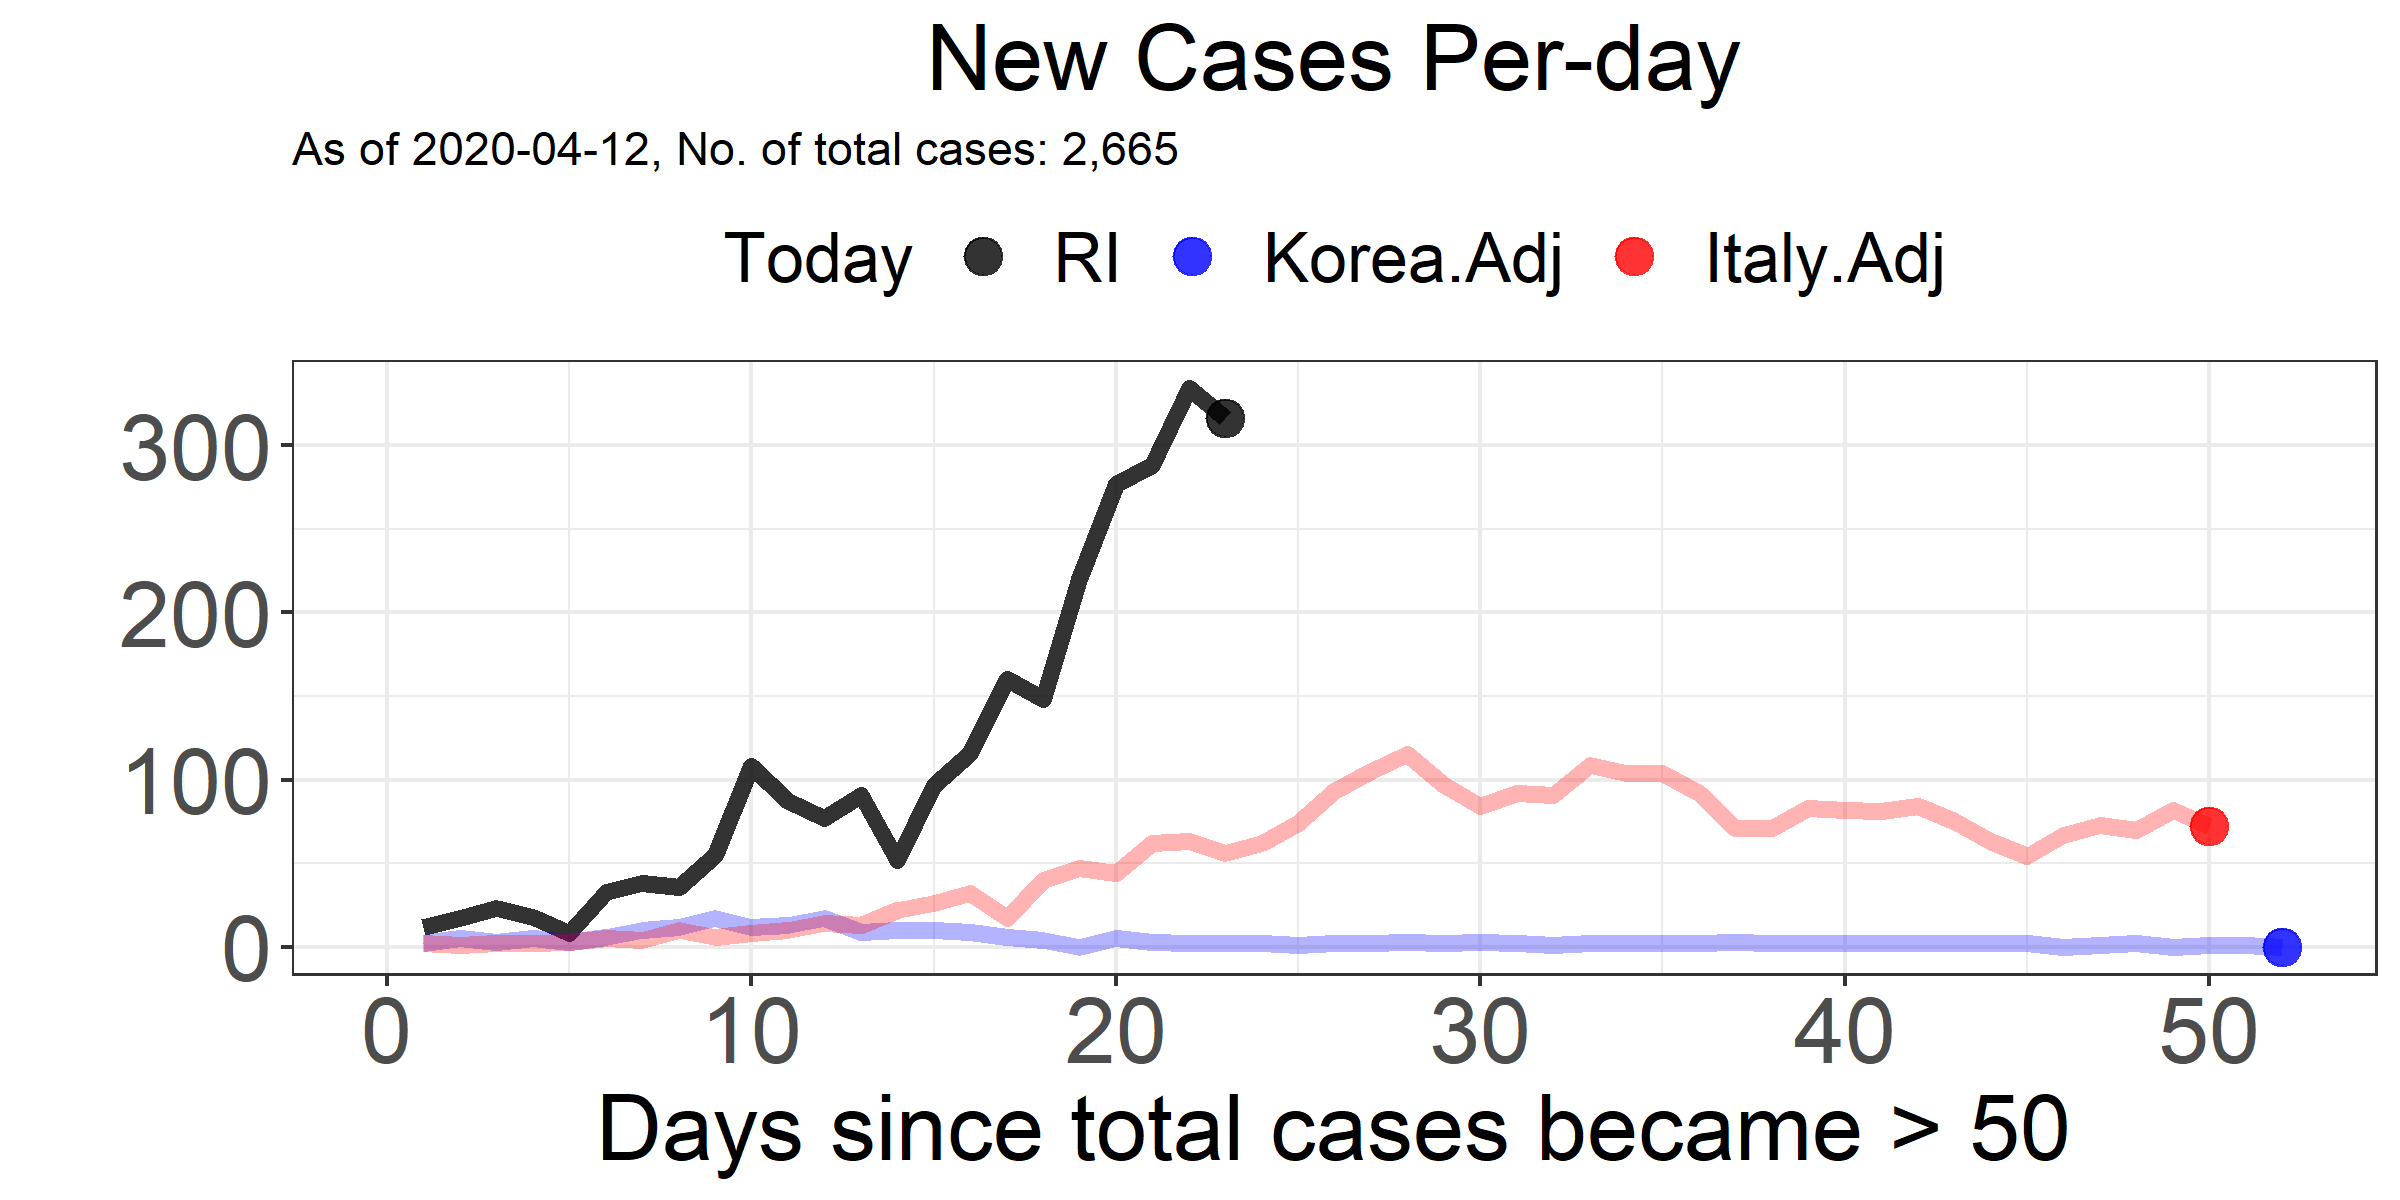 New Cases Per-day
As of 2020-04-12, No. of total cases: 2,665
Today RI Korea.Adj Italy.Adj
300
200
100
0
0 10 20 30 40 50
Days since total cases became > 50